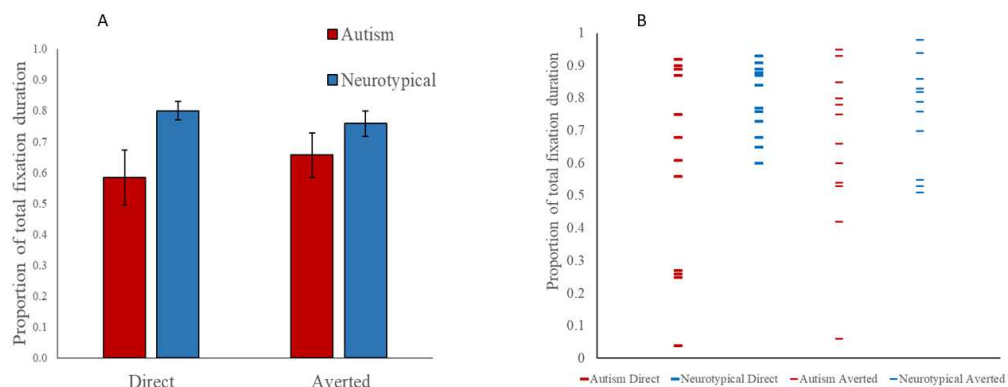 A
Autism
Neurotypical
Proportion of total fixation duration
1.0
0.9
0.8
0.7
0.6
0.5
0.4
0.3
0.2
0.1
0.0
Direct
Averted
B
Proportion of total fixation duration
1
0.9
0.8
0.7
0.6
0.5
0.4
0.3
0.2
0.1
0
Autism Direct
Neurotypical Direct
Autism Averted
Neurotypical Averted